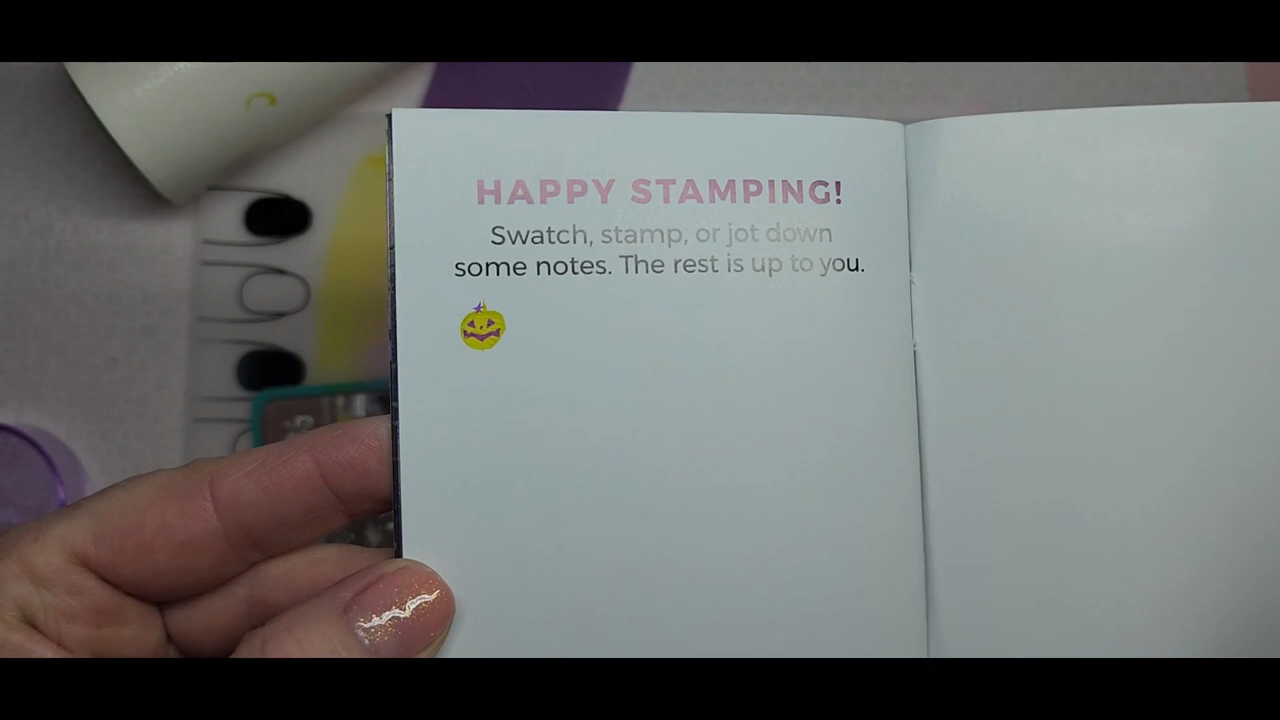 HAPPY STAMPING!
Swatch, stamp, or jot down
some notes. The rest is up to you.